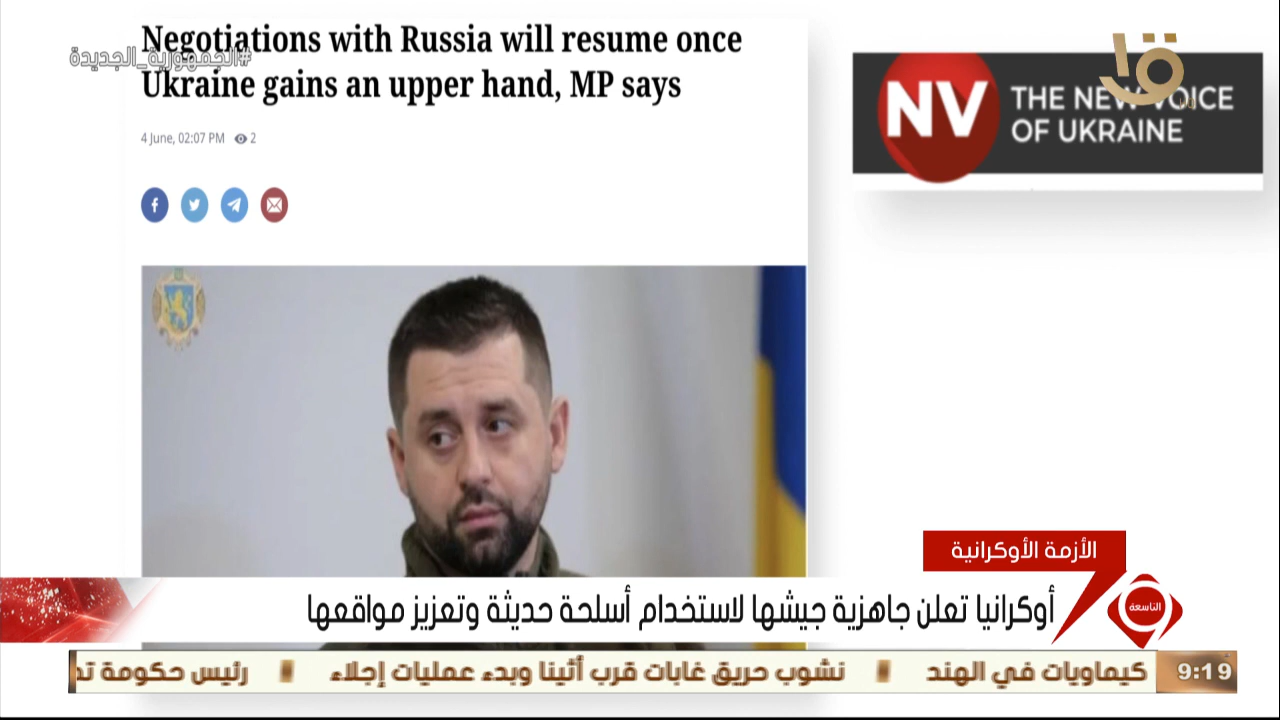 Negotiations with Russia will resume once
Ukraine gains an upper hand, MP says
#الجمهورية_الجديدة
4 June, 02:07 PM 2
NV THE NEW VOICE
OF UKRAINE
الأزمة الأوكرانية
أوكرانيا تعلن جاهزية جيشها لاستخدام أسلحة حديثة وتعزيز مواقعها
التاسعة
كيماويات في الهند نشوب حريق غابات قرب أثينا وبدء عمليات إجلاء رئيس حكومة
9:19